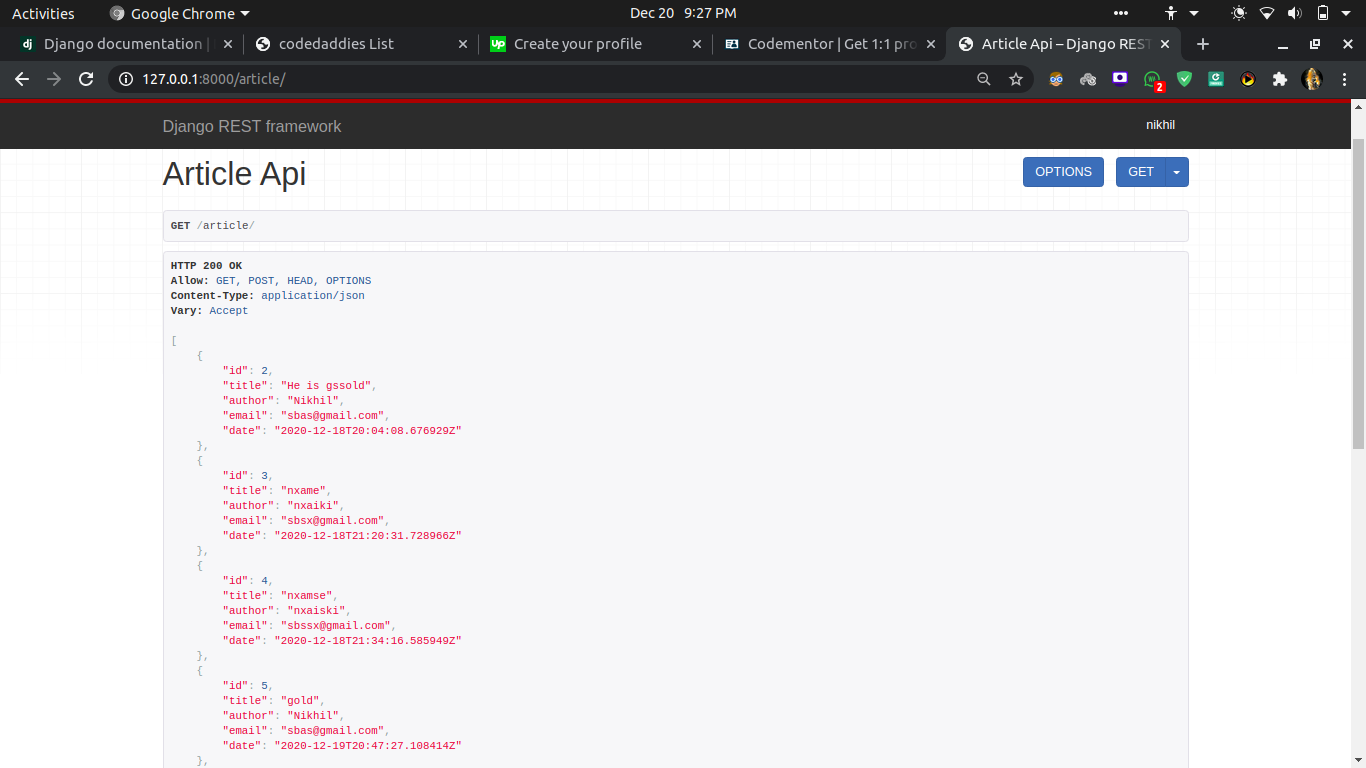 Activities Google Chrome Dec 20 9:27 PM
Django documentation | codedaddies List Up Create your profile Codementor | Get 1:1 pro Article Api – Django REST
127.0.0.1:8000/article/ 2
Django REST framework nikhil
Article Api OPTIONS GET
GET /article/
HTTP 200 OK
Allow: GET, POST, HEAD, OPTIONS
Content-Type: application/json
Vary: Accept
[
{
"id": 2,
"title": "He is gssold",
"author": "Nikhil",
"email": "sbas@gmail.com",
"date": "2020-12-18T20:04:08.676929Z"
},
{
"id": 3,
"title": "nxame",
"author": "nxaiki",
"email": "sbsx@gmail.com",
"date": "2020-12-18T21:20:31.728966Z"
},
{
"id": 4,
"title": "nxamse",
"author": "nxaiski",
"email": "sbssx@gmail.com",
"date": "2020-12-18T21:34:16.585949Z"
},
{
"id": 5,
"title": "gold",
"author": "Nikhil",
"email": "sbas@gmail.com",
"date": "2020-12-19T20:47:27.108414Z"
},